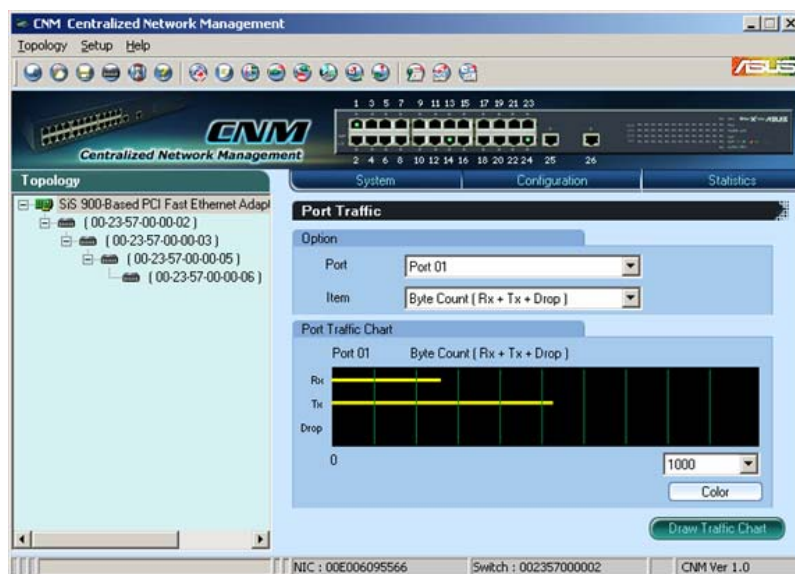 CNM Centralized Network Management
Topology Setup Help
ASUS
1 3 5 7 9 11 13 15 17 19 21 23
CNM
Centralized Network Management
2 4 6 8 10 12 14 16 18 20 22 24 25 26
Topology
System Configuration Statistics
SiS 900-Based PCI Fast Ethernet Adapt
( 00-23-57-00-00-02 )
( 00-23-57-00-00-03 )
( 00-23-57-00-00-05 )
( 00-23-57-00-00-06 )
Port Traffic
Option
Port Port 01
Item Byte Count ( Rx + Tx + Drop )
Port Traffic Chart
Port 01 Byte Count ( Rx + Tx + Drop )
Rx
Tx
Drop
0
1000
Color
Draw Traffic Chart
NIC : 00E006095566 Switch : 002357000002 CNM Ver 1.0